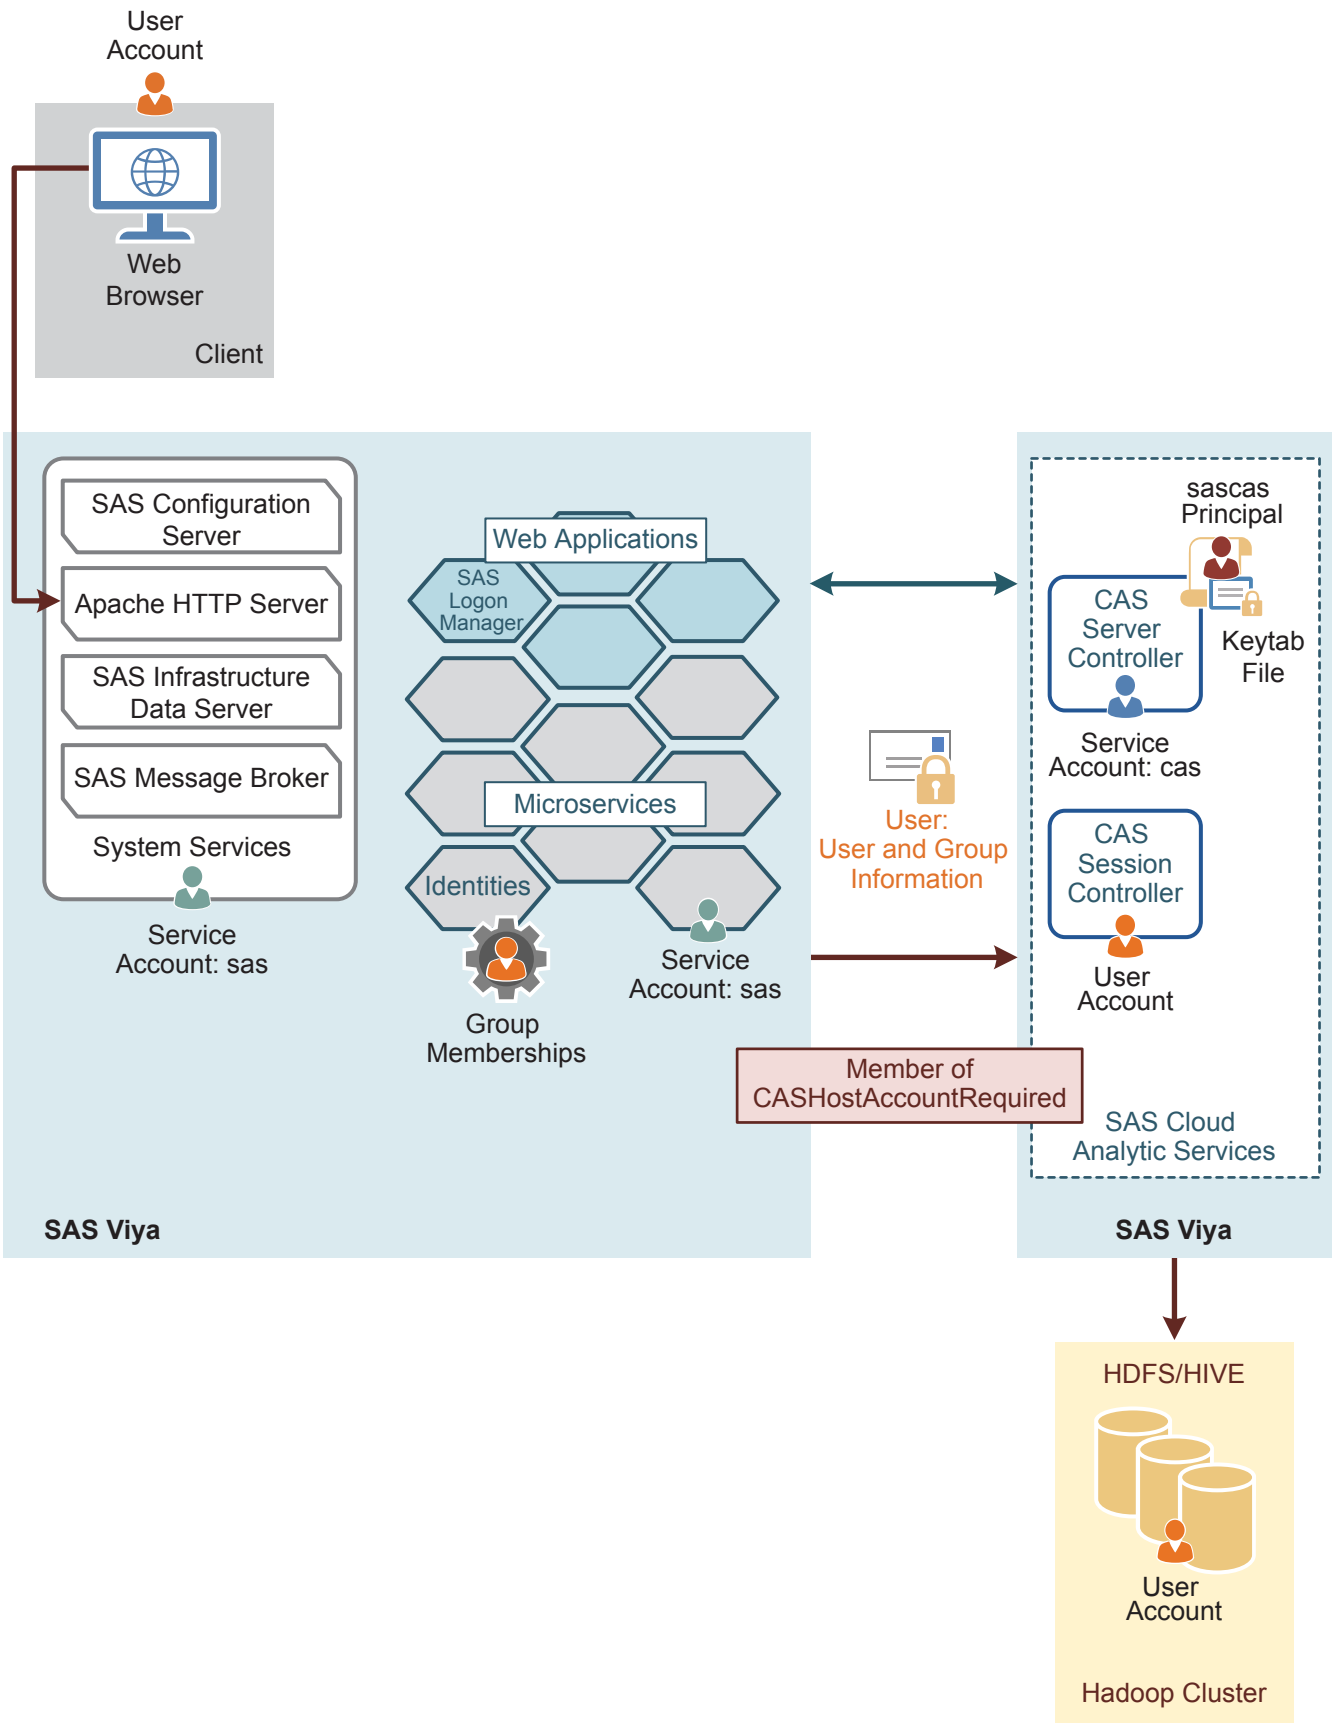 User
Account
Web
Browser
Client
SAS Configuration
Server
Apache HTTP Server
SAS Infrastructure
Data Server
SAS Message Broker
System Services
Service
Account: sas
Web Applications
SAS
Logon
Manager
Microservices
Identities
Group
Memberships
Service
Account: sas
SAS Viya
User:
User and Group
Information
Member of
CASHostAccountRequired
sascas
Principal
CAS
Server
Controller
Keytab
File
Service
Account: cas
CAS
Session
Controller
User
Account
SAS Cloud
Analytic Services
SAS Viya
HDFS/HIVE
User
Account
Hadoop Cluster